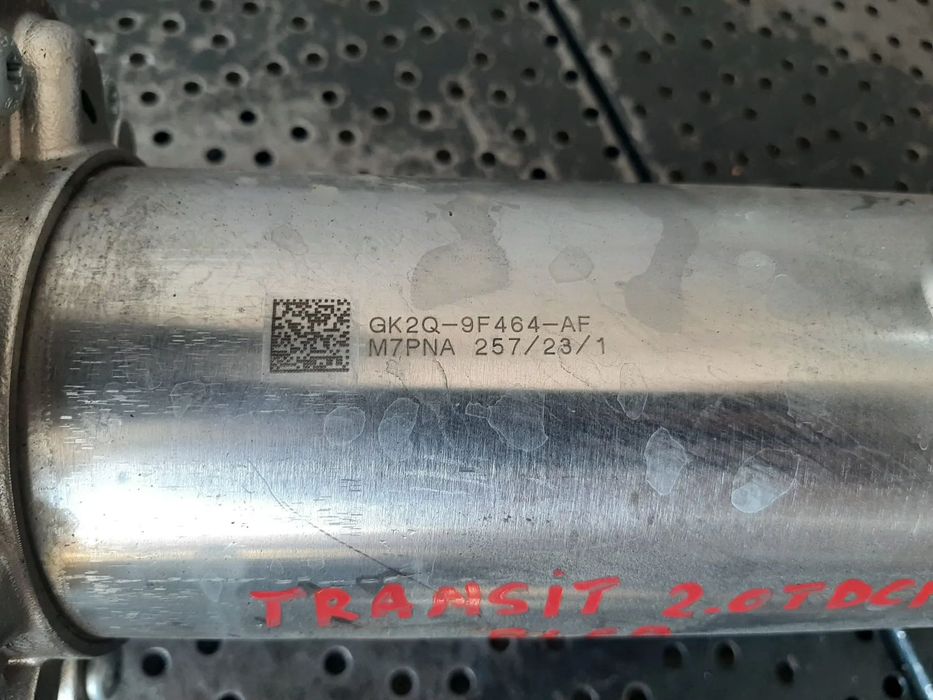 GK2Q-9F464-AF
M7PNA 257/23/1
TRANSiT 2.0TDCi